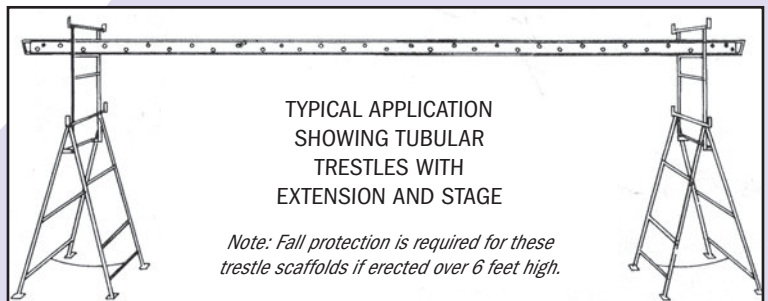 TYPICAL APPLICATION
SHOWING TUBULAR
TRESTLES WITH
EXTENSION AND STAGE
Note: Fall protection is required for these
trestle scaffolds if erected over 6 feet high.